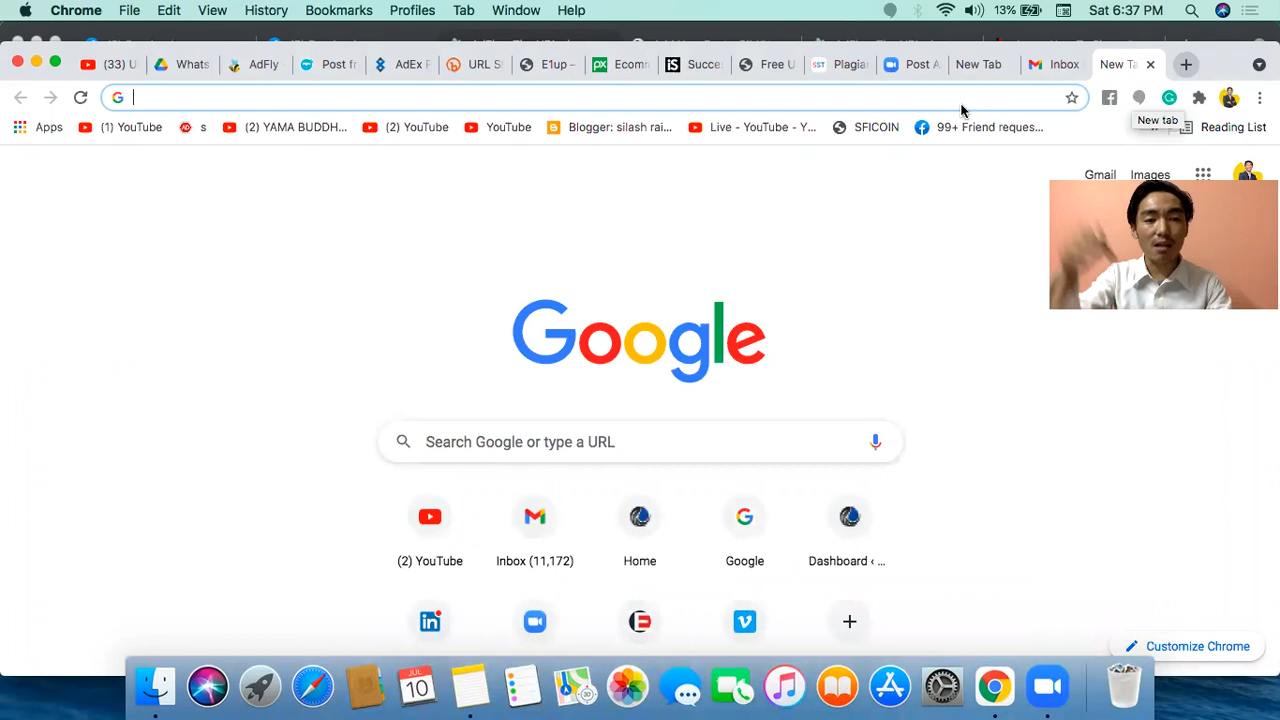 Chrome File Edit View History Bookmarks Profiles Tab Window Help 13% Sat 6:37 PM
(33) U Whats AdFly Post fr AdEx URL S E1up – Ecom Succe Free U Plagia Post A New Tab Inbox New Ta
Apps (1) YouTube s (2) YAMA BUDDH... (2) YouTube YouTube Blogger: silash rai... Live - YouTube - Y... SFICOIN 99+ Friend reques... New tab Reading List
Gmail Images
Google
Search Google or type a URL
(2) YouTube Inbox (11,172) Home Google Dashboard ‹ ...
Customize Chrome
JUL
10